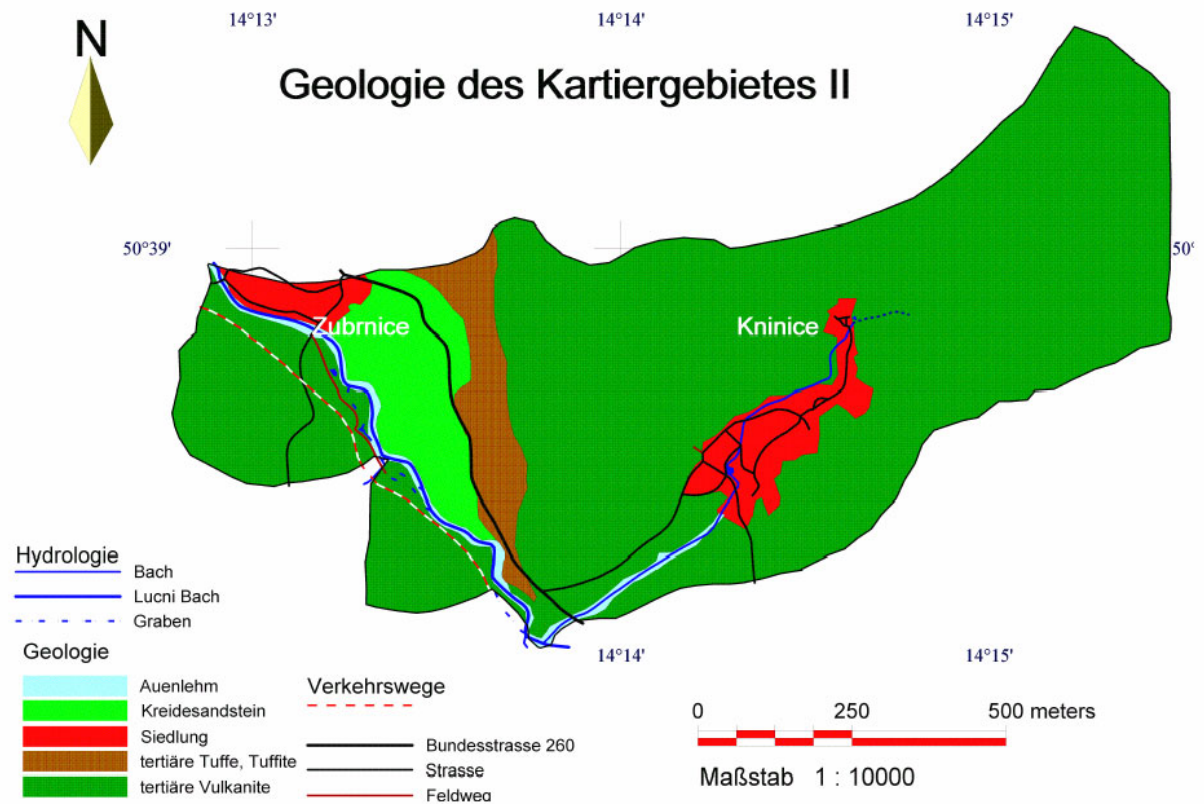 14°13' 14°14' 14°15'
N
Geologie des Kartiergebietes II
50°39' 50°
Zubrnice Kninice
Hydrologie
Bach
Lucni Bach
Graben
14°14' 14°15'
Geologie
Auenlehm
Kreidesandstein
Siedlung
tertiäre Tuffe, Tuffite
tertiäre Vulkanite
Verkehrswege
Bundesstrasse 260
Strasse
Feldweg
0 250 500 meters
Maßstab 1 : 10000